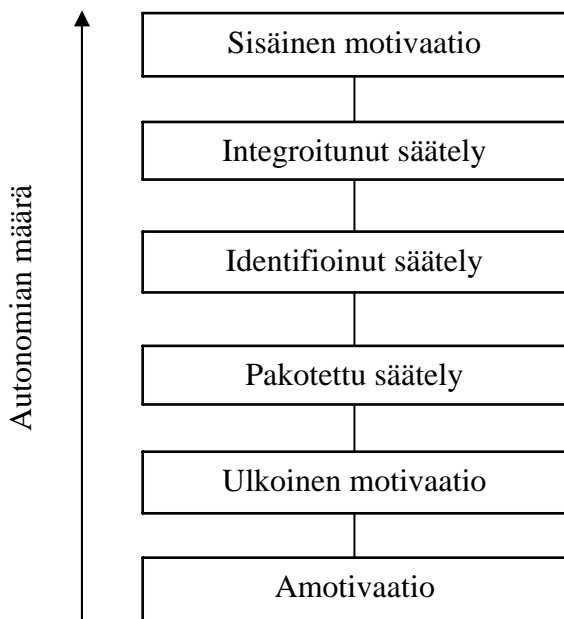 Autonomian määrä
Sisäinen motivaatio
Integroitunut säätely
Identifioinut säätely
Pakotettu säätely
Ulkoinen motivaatio
Amotivaatio